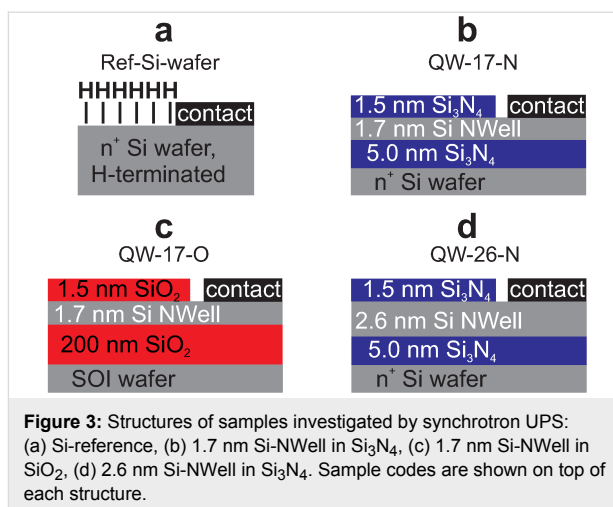 a
Ref-Si-wafer
HHHHHH
contact
n⁺ Si wafer,
H-terminated
b
QW-17-N
1.5 nm Si₃N₄
contact
1.7 nm Si NWell
5.0 nm Si₃N₄
n⁺ Si wafer
c
QW-17-O
1.5 nm SiO₂
contact
1.7 nm Si NWell
200 nm SiO₂
SOI wafer
d
QW-26-N
1.5 nm Si₃N₄
contact
2.6 nm Si NWell
5.0 nm Si₃N₄
n⁺ Si wafer
Figure 3: Structures of samples investigated by synchrotron UPS:
(a) Si-reference, (b) 1.7 nm Si-NWell in Si₃N₄, (c) 1.7 nm Si-NWell in
SiO₂, (d) 2.6 nm Si-NWell in Si₃N₄. Sample codes are shown on top of
each structure.